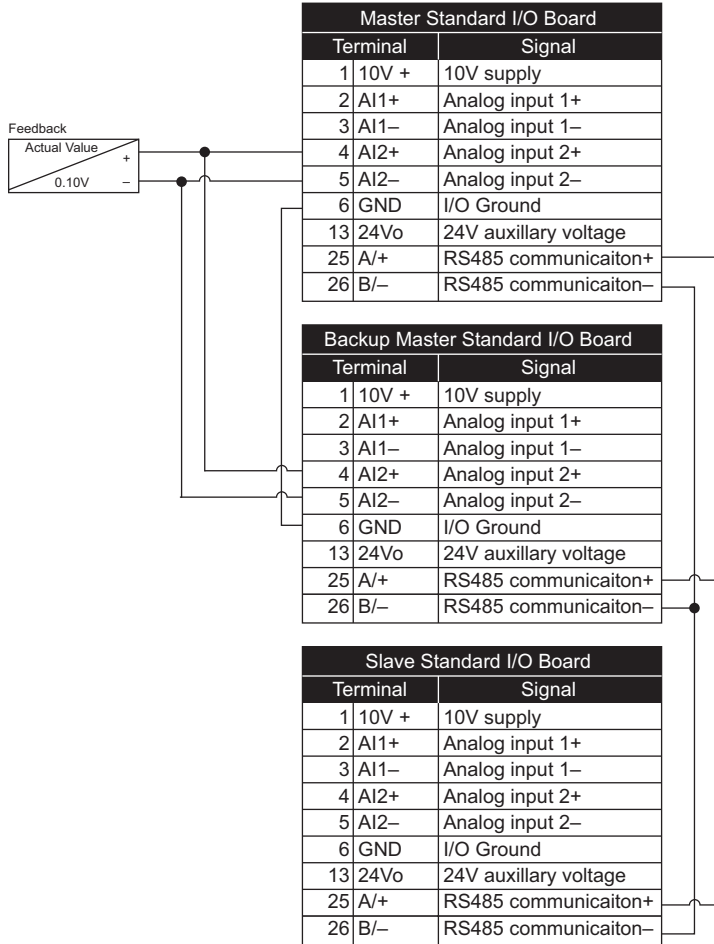 Master Standard I/O Board
Terminal Signal
1 10V + 10V supply
2 AI1+ Analog input 1+
3 AI1– Analog input 1–
4 AI2+ Analog input 2+
5 AI2– Analog input 2–
6 GND I/O Ground
13 24Vo 24V auxillary voltage
25 A/+ RS485 communicaiton+
26 B/– RS485 communicaiton–
Feedback
Actual Value
+
0.10V –
Backup Master Standard I/O Board
Terminal Signal
1 10V + 10V supply
2 AI1+ Analog input 1+
3 AI1– Analog input 1–
4 AI2+ Analog input 2+
5 AI2– Analog input 2–
6 GND I/O Ground
13 24Vo 24V auxillary voltage
25 A/+ RS485 communicaiton+
26 B/– RS485 communicaiton–
Slave Standard I/O Board
Terminal Signal
1 10V + 10V supply
2 AI1+ Analog input 1+
3 AI1– Analog input 1–
4 AI2+ Analog input 2+
5 AI2– Analog input 2–
6 GND I/O Ground
13 24Vo 24V auxillary voltage
25 A/+ RS485 communicaiton+
26 B/– RS485 communicaiton–